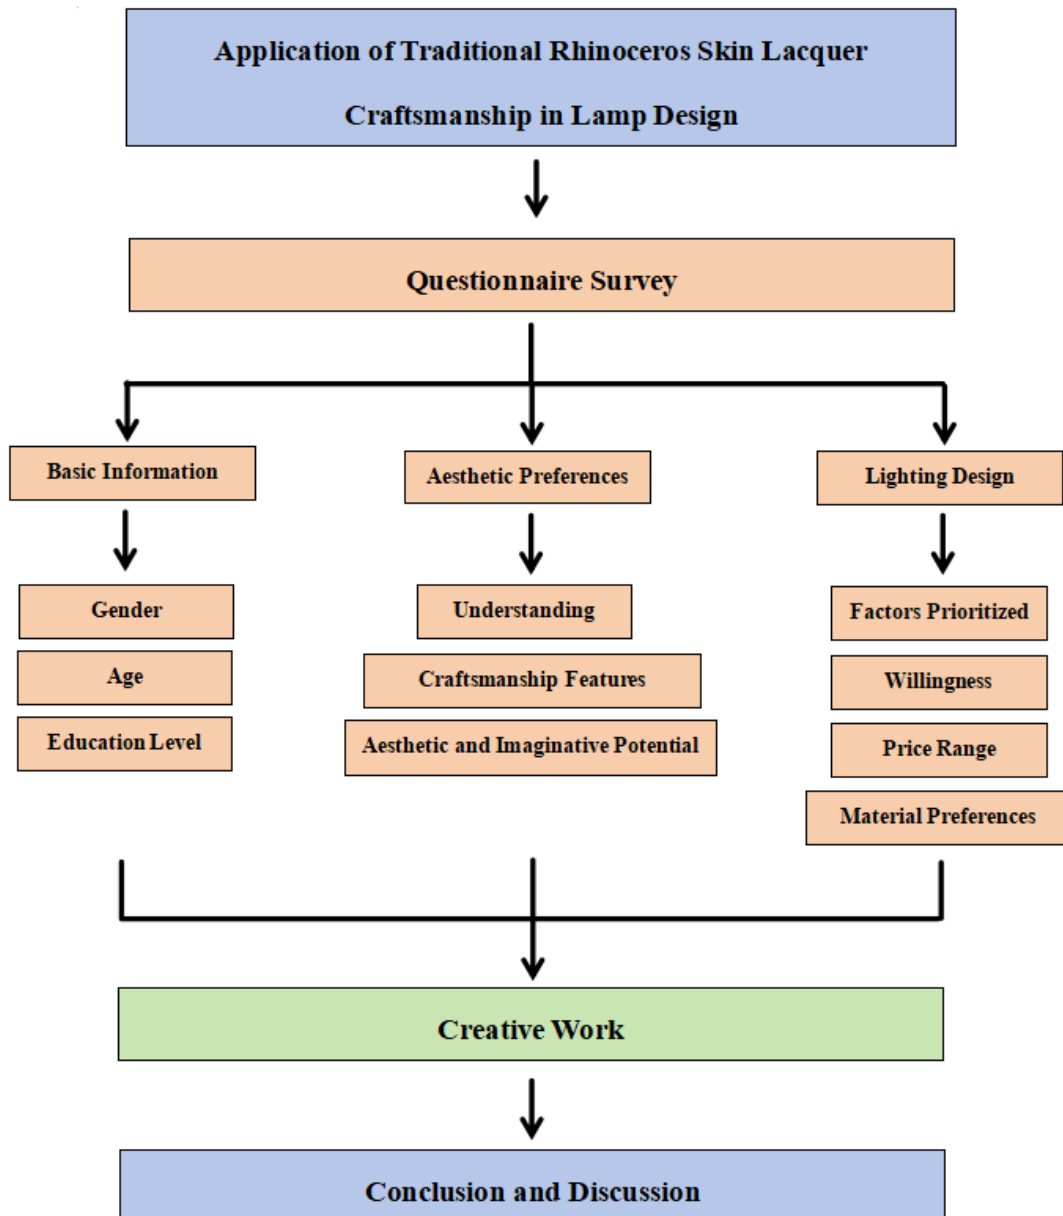 Application of Traditional Rhinoceros Skin Lacquer
Craftsmanship in Lamp Design
Questionnaire Survey
Basic Information
Aesthetic Preferences
Lighting Design
Gender
Age
Education Level
Understanding
Craftsmanship Features
Aesthetic and Imaginative Potential
Factors Prioritized
Willingness
Price Range
Material Preferences
Creative Work
Conclusion and Discussion